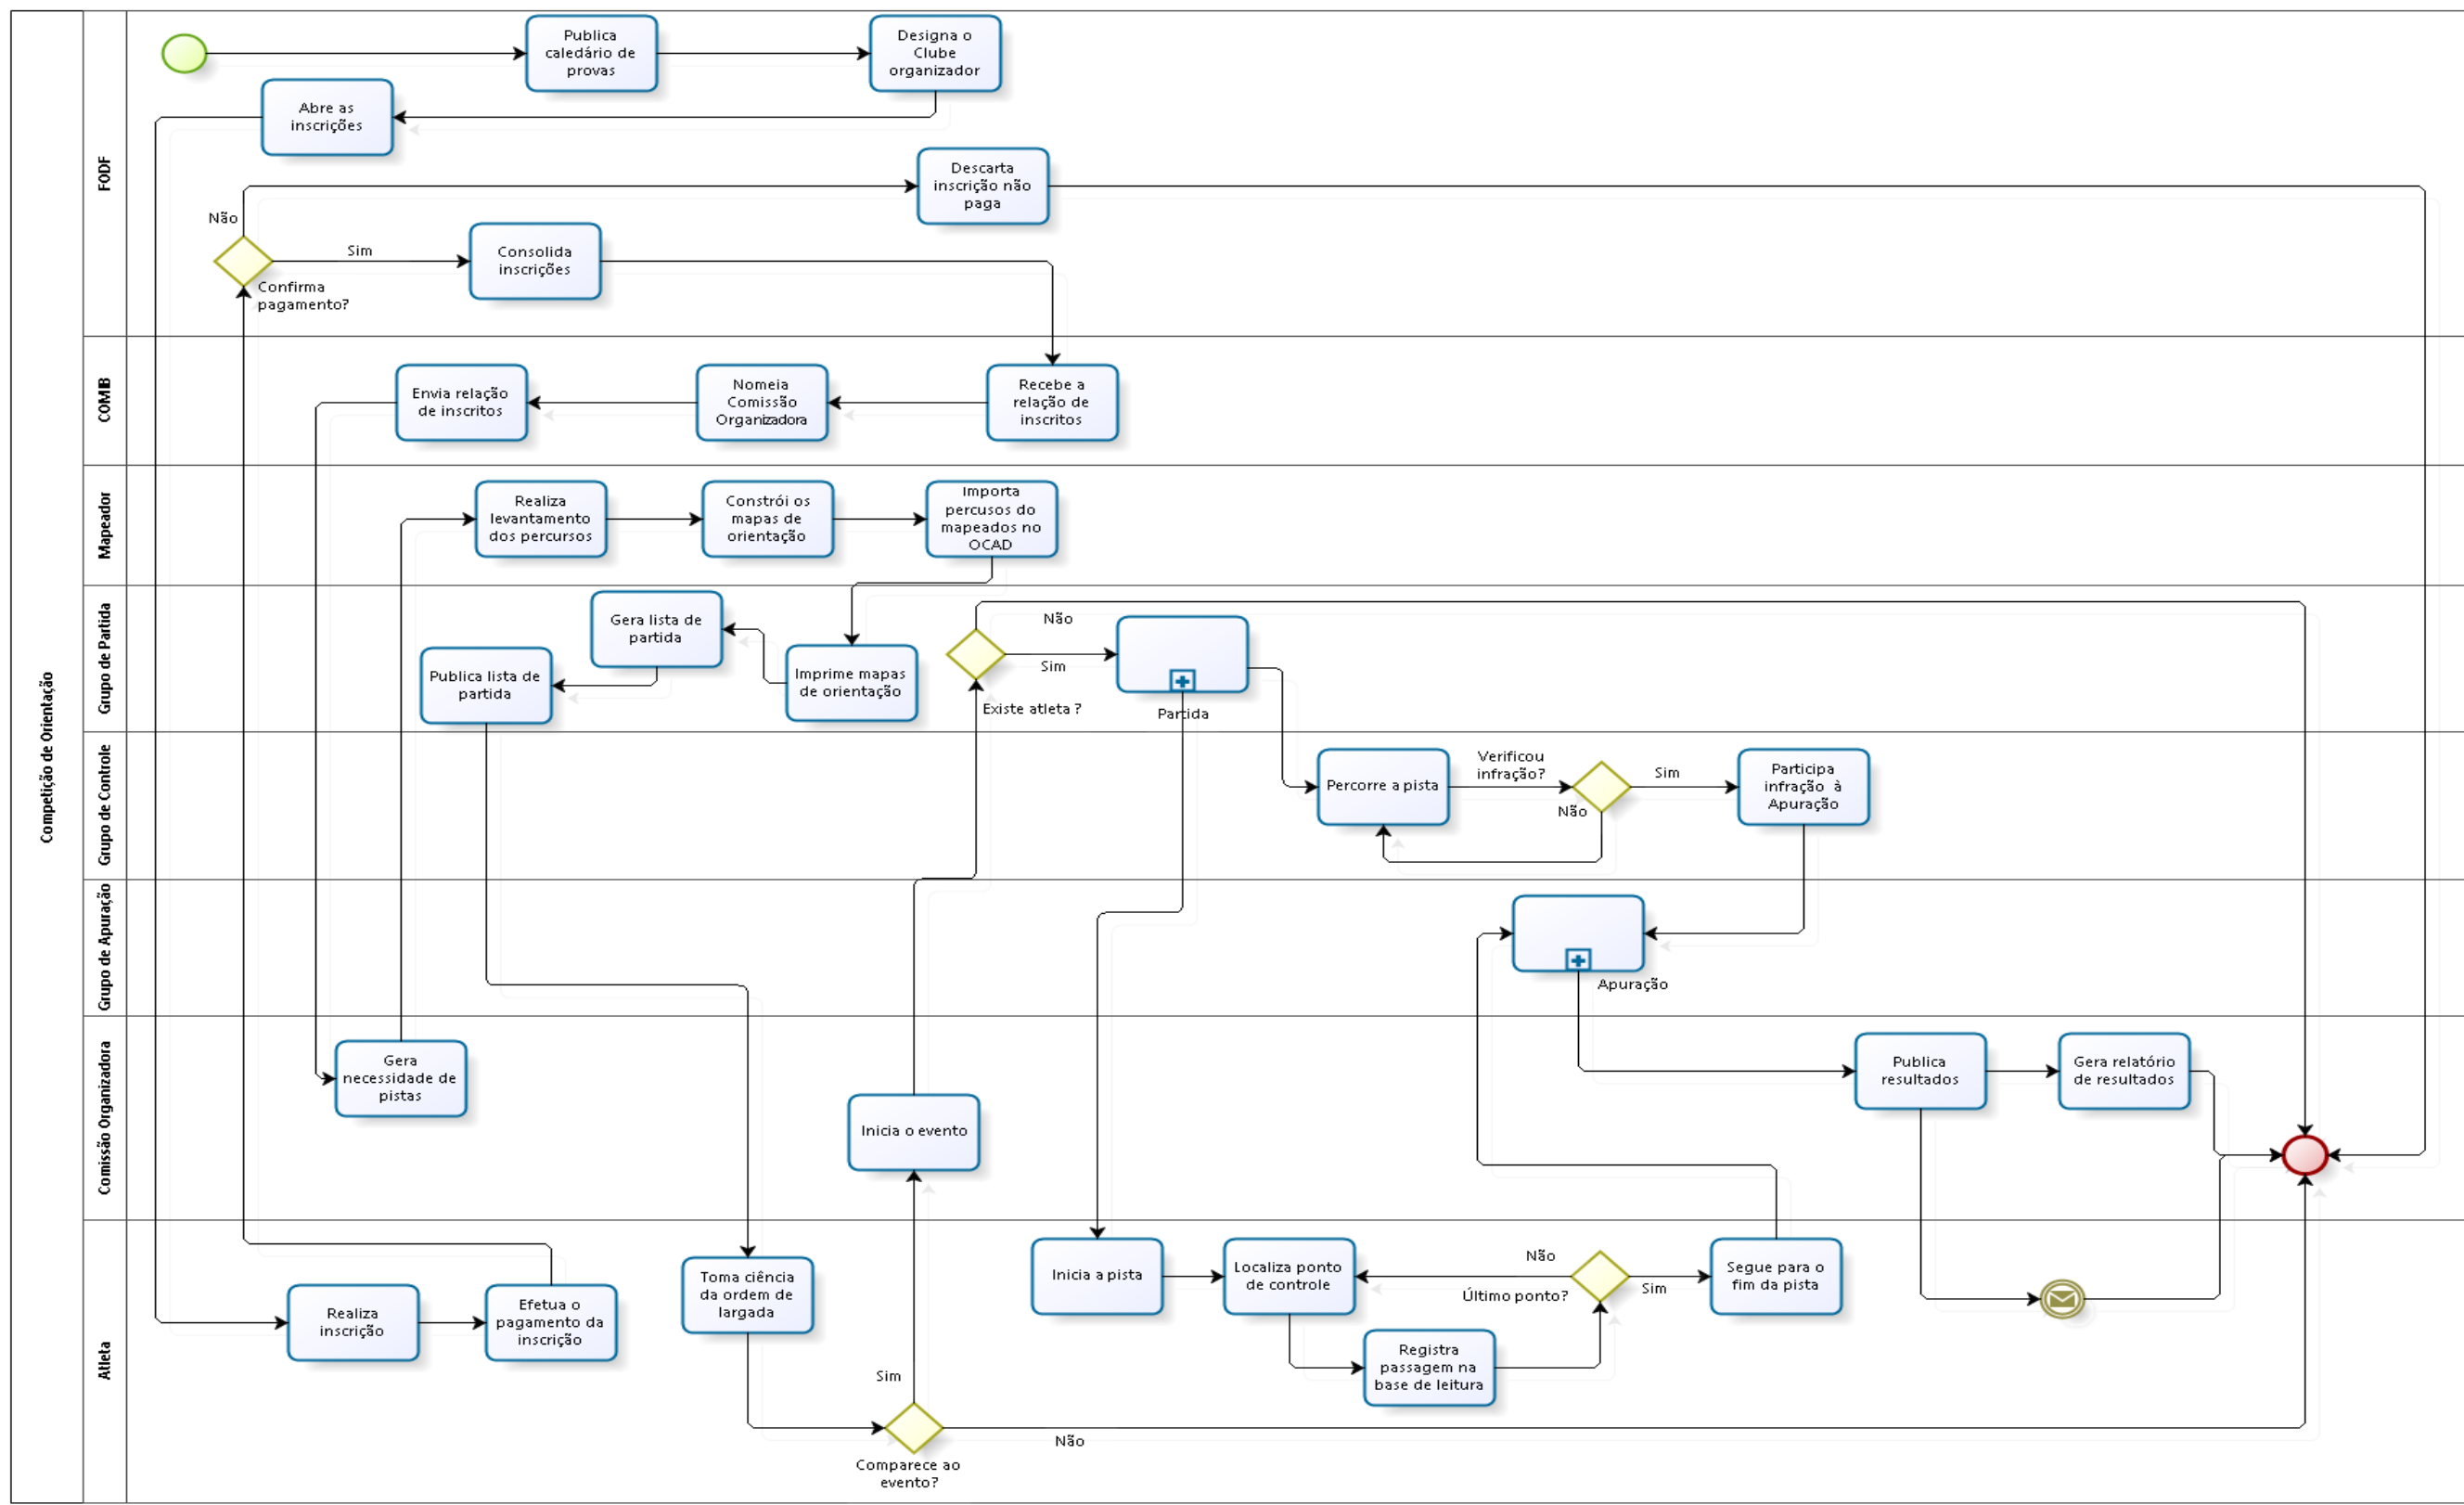 Competição de Orientação
FODF
Publica
caledário de
provas
Designa o
Clube
organizador
Abre as
inscrições
Descarta
inscrição não
paga
Não
Sim
Consolida
inscrições
Confirma
pagamento?
COMIB
Envia relação
de inscritos
Nomeia
Comissão
Organizadora
Recebe a
relação de
inscritos
Mapeador
Realiza
levantamento
dos percursos
Constrói os
mapas de
orientação
Importa
percusos do
mapeados no
OCAD
Grupo de Partida
Gera lista de
partida
Publica lista de
partida
Imprime mapas
de orientação
Não
Sim
Existe atleta ?
Partida
Grupo de Controle
Percorre a pista
Verificou
infração?
Não
Sim
Participa
infração à
Apuração
Grupo de Apuração
Apuração
Comissão Organizadora
Gera
necessidade de
pistas
Inicia o evento
Publica
resultados
Gera relatório
de resultados
Atleta
Realiza
inscrição
Efetua o
pagamento da
inscrição
Toma ciência
da ordem de
largada
Sim
Comparece ao
evento?
Não
Inicia a pista
Localiza ponto
de controle
Registra
passagem na
base de leitura
Não
Último ponto?
Sim
Segue para o
fim da pista